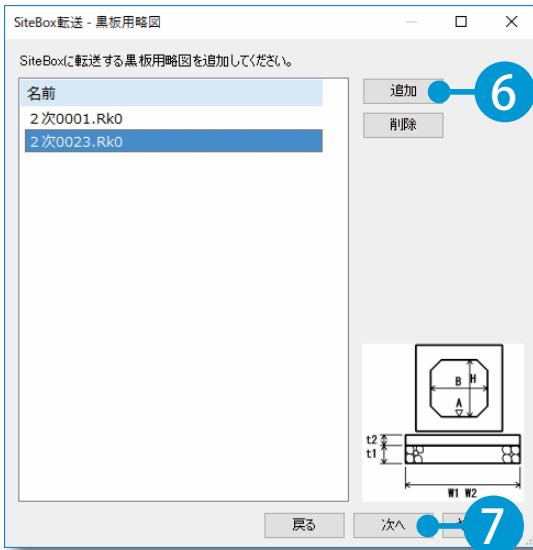 SiteBox転送 - 黒板用略図
SiteBoxに転送する黒板用略図を追加してください。
名前
２次0001.Rk0
２次0023.Rk0
追加
6
削除
B H
A
t2
t1
W1 W2
戻る
次へ
7